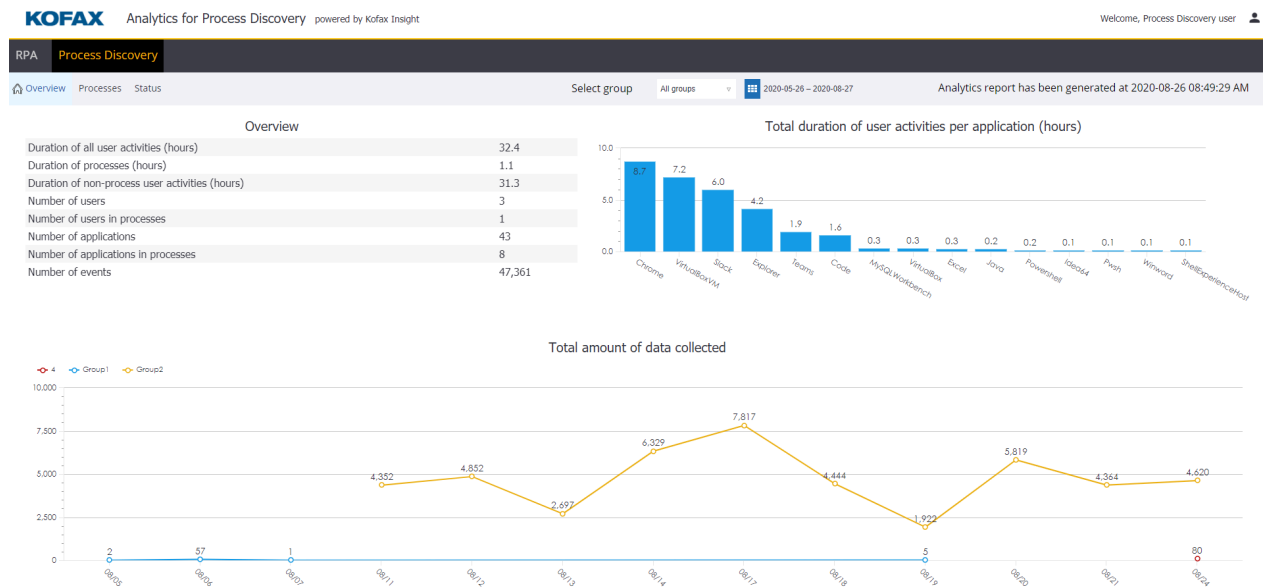 KOFAX Analytics for Process Discovery powered by Kofax Insight Welcome, Process Discovery user
RPA Process Discovery
Overview Processes Status Select group All groups 2020-05-26 – 2020-08-27 Analytics report has been generated at 2020-08-26 08:49:29 AM
Overview
Duration of all user activities (hours) 32.4
Duration of processes (hours) 1.1
Duration of non-process user activities (hours) 31.3
Number of users 3
Number of users in processes 1
Number of applications 43
Number of applications in processes 8
Number of events 47,361
Total duration of user activities per application (hours)
10.0
5.0
0.0
8.7 7.2 6.0 4.2 1.9 1.6 0.3 0.3 0.3 0.2 0.2 0.1 0.1 0.1 0.1
Chrome VirtualBoxVM Slack Explorer Teams Code MySQLWorkbench VirtualBox Excel Java Powershell Idea64 Pwsh Winword ShellExperienceHost
Total amount of data collected
4 Group1 Group2
10,000
7,500
5,000
2,500
0
4,352 4,852 2,697 6,329 7,817 4,444 1,922 5,819 4,364 4,620
2 57 1 5 80
08/05 08/06 08/07 08/11 08/12 08/13 08/14 08/17 08/18 08/19 08/20 08/21 08/24